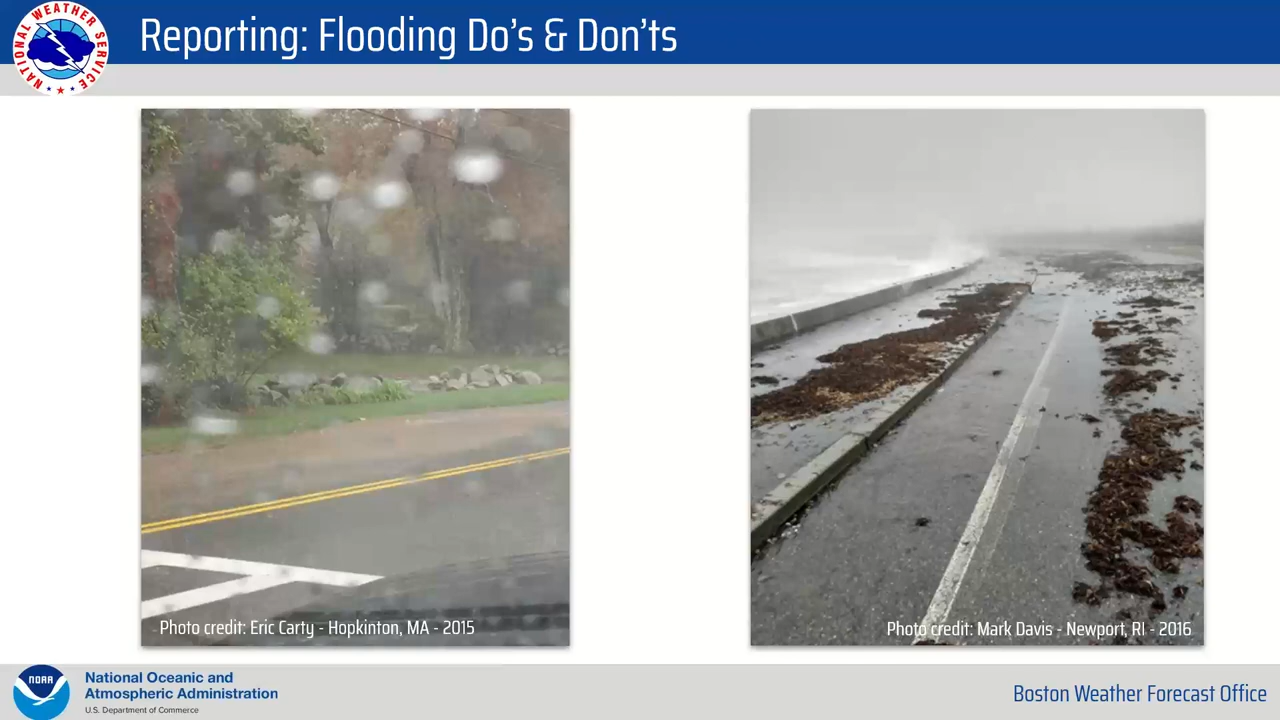 NATIONAL WEATHER SERVICE
Reporting: Flooding Do's & Don'ts
Photo credit: Eric Carty - Hopkinton, MA - 2015
Photo credit: Mark Davis - Newport, RI - 2016
NOAA
National Oceanic and
Atmospheric Administration
U.S. Department of Commerce
Boston Weather Forecast Office